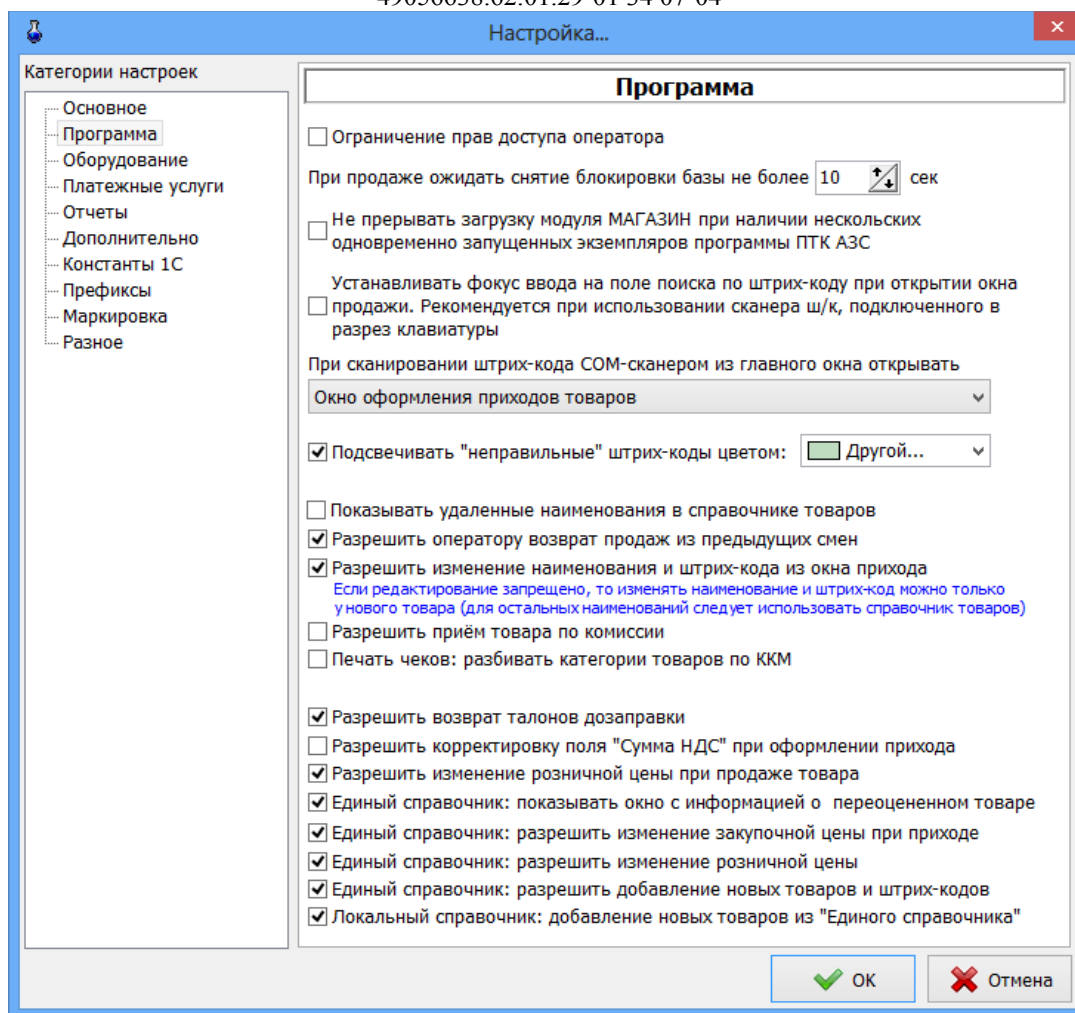 49056638.62.01.29-01 34 07-04
Настройка...
Категории настроек
Основное
Программа
Оборудование
Платежные услуги
Отчеты
Дополнительно
Константы 1С
Префиксы
Маркировка
Разное
Программа
Ограничение прав доступа оператора
При продаже ожидать снятие блокировки базы не более 10 сек
Не прерывать загрузку модуля МАГАЗИН при наличии нескольских
одновременно запущенных экземпляров программы ПТК АЗС
Устанавливать фокус ввода на поле поиска по штрих-коду при открытии окна
продажи. Рекомендуется при использовании сканера ш/к, подключенного в
разрез клавиатуры
При сканировании штрих-кода COM-сканером из главного окна открывать
Окно оформления приходов товаров
Подсвечивать "неправильные" штрих-коды цветом: Другой...
Показывать удаленные наименования в справочнике товаров
Разрешить оператору возврат продаж из предыдущих смен
Разрешить изменение наименования и штрих-кода из окна прихода
Если редактирование запрещено, то изменять наименование и штрих-код можно только
у нового товара (для остальных наименований следует использовать справочник товаров)
Разрешить приём товара по комиссии
Печать чеков: разбивать категории товаров по ККМ
Разрешить возврат талонов дозаправки
Разрешить корректировку поля "Сумма НДС" при оформлении прихода
Разрешить изменение розничной цены при продаже товара
Единый справочник: показывать окно с информацией о переоцененном товаре
Единый справочник: разрешить изменение закупочной цены при приходе
Единый справочник: разрешить изменение розничной цены
Единый справочник: разрешить добавление новых товаров и штрих-кодов
Локальный справочник: добавление новых товаров из "Единого справочника"
ОК
Отмена